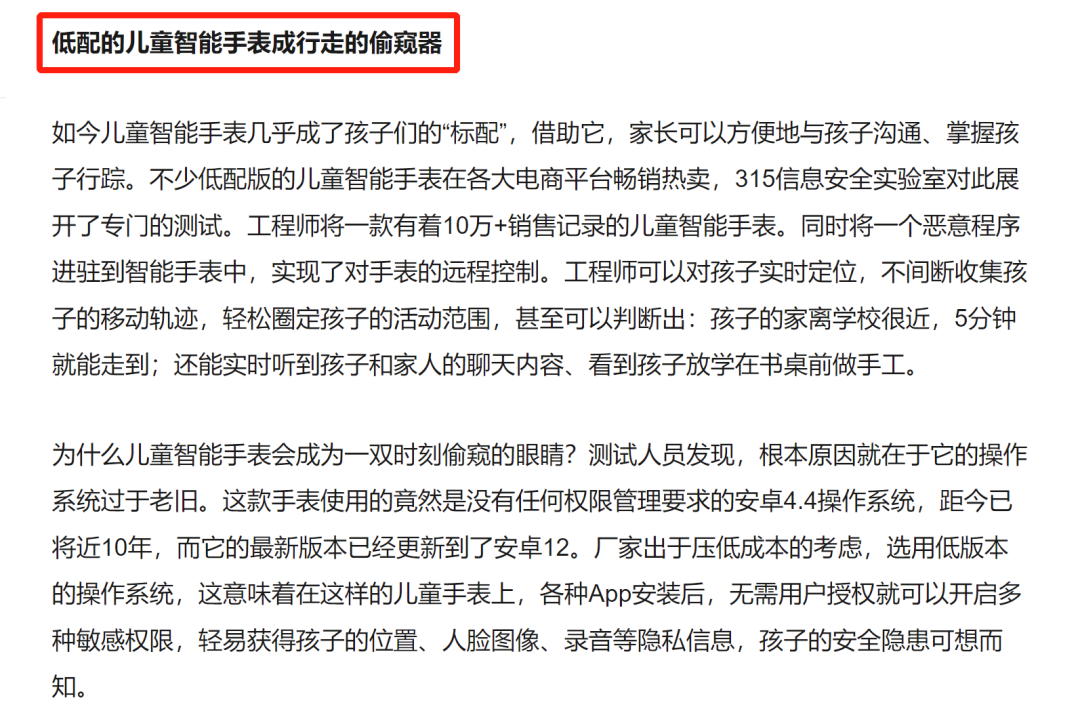 低配的儿童智能手表成行走的偷窥器
如今儿童智能手表几乎成了孩子们的“标配”，借助它，家长可以方便地与孩子沟通、掌握孩
子行踪。不少低配版的儿童智能手表在各大电商平台畅销热卖，315信息安全实验室对此展
开了专门的测试。工程师将一款有着10万+销售记录的儿童智能手表。同时将一个恶意程序
进驻到智能手表中，实现了对手表的远程控制。工程师可以对孩子实时定位，不间断收集孩
子的移动轨迹，轻松圈定孩子的活动范围，甚至可以判断出：孩子的家离学校很近，5分钟
就能走到；还能实时听到孩子和家人的聊天内容、看到孩子放学在书桌前做手工。
为什么儿童智能手表会成为一双时刻偷窥的眼睛？测试人员发现，根本原因就在于它的操作
系统过于老旧。这款手表使用的竟然是没有任何权限管理要求的安卓4.4操作系统，距今已
将近10年，而它的最新版本已经更新到了安卓12。厂家出于压低成本的考虑，选用低版本
的操作系统，这意味着在这样的儿童手表上，各种App安装后，无需用户授权就可以开启多
种敏感权限，轻易获得孩子的位置、人脸图像、录音等隐私信息，孩子的安全隐患可想而
知。